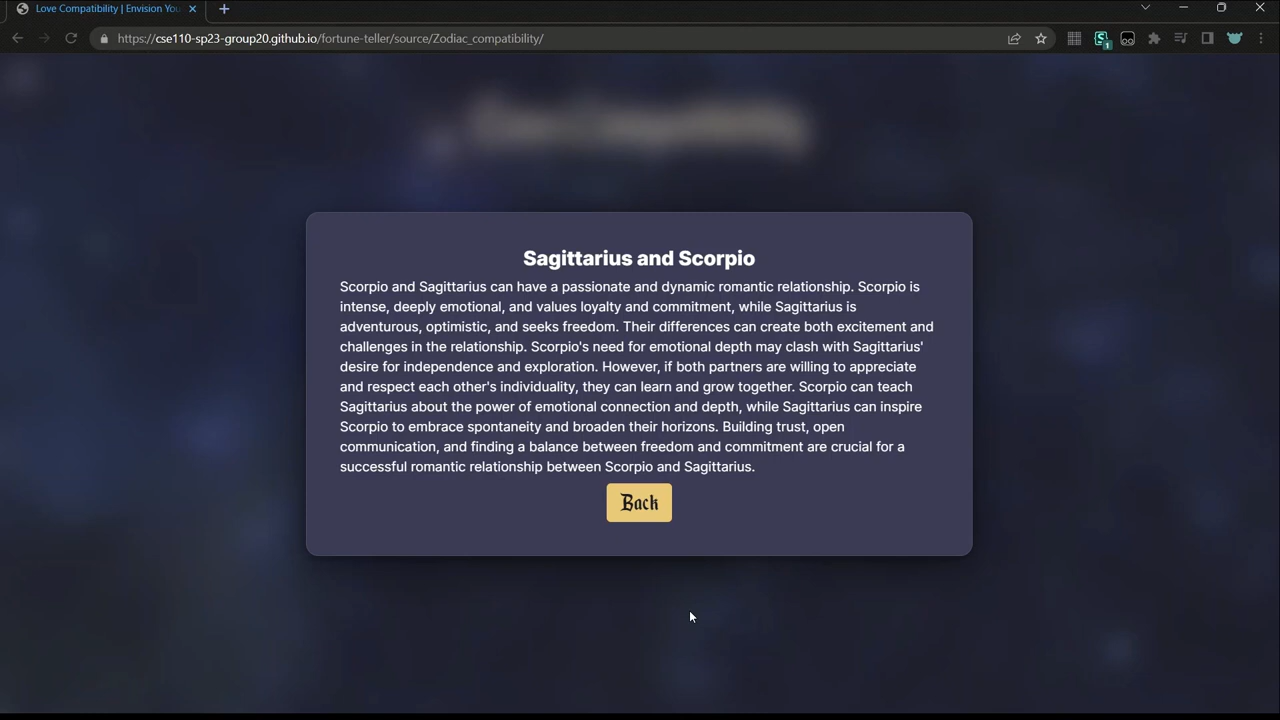 Love Compatibility | Envision You
https://cse110-sp23-group20.github.io/fortune-teller/source/Zodiac_compatibility/
1
Sagittarius and Scorpio
Scorpio and Sagittarius can have a passionate and dynamic romantic relationship. Scorpio is
intense, deeply emotional, and values loyalty and commitment, while Sagittarius is
adventurous, optimistic, and seeks freedom. Their differences can create both excitement and
challenges in the relationship. Scorpio's need for emotional depth may clash with Sagittarius'
desire for independence and exploration. However, if both partners are willing to appreciate
and respect each other's individuality, they can learn and grow together. Scorpio can teach
Sagittarius about the power of emotional connection and depth, while Sagittarius can inspire
Scorpio to embrace spontaneity and broaden their horizons. Building trust, open
communication, and finding a balance between freedom and commitment are crucial for a
successful romantic relationship between Scorpio and Sagittarius.
Back